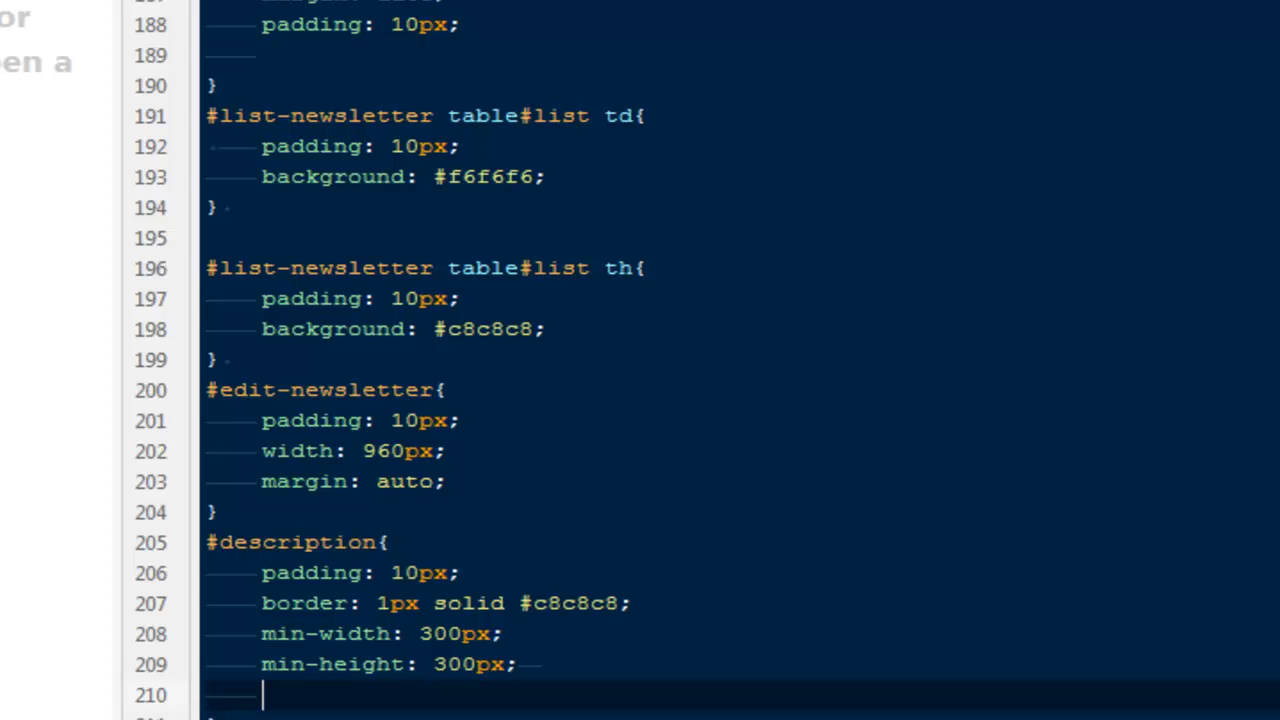 or
en a
188 padding: 10px;
189
190 }
191 #list-newsletter table#list td{
192 padding: 10px;
193 background: #f6f6f6;
194 }
195
196 #list-newsletter table#list th{
197 padding: 10px;
198 background: #c8c8c8;
199 }
200 #edit-newsletter{
201 padding: 10px;
202 width: 960px;
203 margin: auto;
204 }
205 #description{
206 padding: 10px;
207 border: 1px solid #c8c8c8;
208 min-width: 300px;
209 min-height: 300px;
210